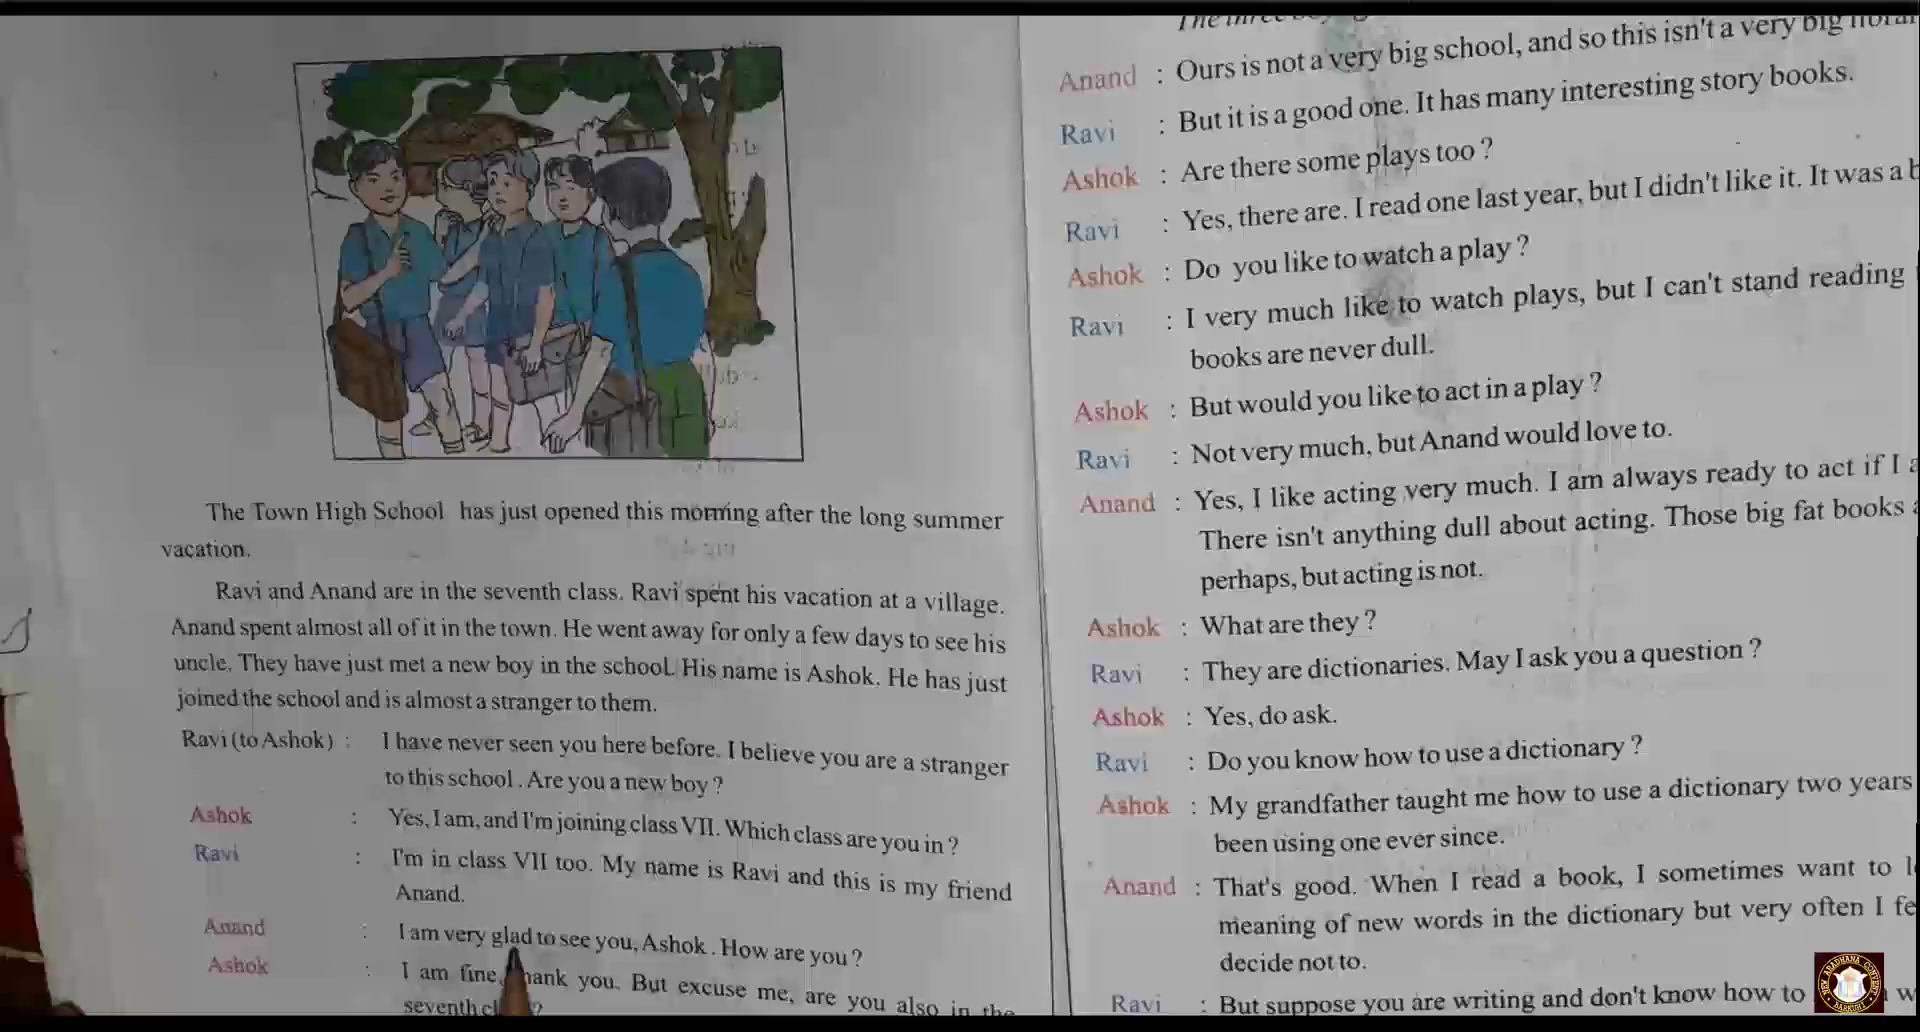 The Town High School has just opened this morning after the long summer
vacation.
Ravi and Anand are in the seventh class. Ravi spent his vacation at a village.
Anand spent almost all of it in the town. He went away for only a few days to see his
uncle. They have just met a new boy in the school. His name is Ashok. He has just
joined the school and is almost a stranger to them.
Ravi (to Ashok) : I have never seen you here before. I believe you are a stranger
to this school. Are you a new boy ?
Ashok : Yes, I am, and I'm joining class VII. Which class are you in ?
Ravi : I'm in class VII too. My name is Ravi and this is my friend
Anand.
Anand : I am very glad to see you, Ashok. How are you ?
Ashok : I am fine, you. But excuse me, are you also in the
seventh
The three
Anand : Ours is not a very big school, and so this isn't a very big
Ravi : But it is a good one. It has many interesting story books.
Ashok : Are there some plays too ?
Ravi : Yes, there are. I read one last year, but I didn't like it. It was a
Ashok : Do you like to watch a play ?
Ravi : I very much like to watch plays, but I can't stand reading
books are never dull.
Ashok : But would you like to act in a play ?
Ravi : Not very much, but Anand would love to.
Anand : Yes, I like acting very much. I am always ready to act if I
There isn't anything dull about acting. Those big fat books
perhaps, but acting is not.
Ashok : What are they ?
Ravi : They are dictionaries. May I ask you a question ?
Ashok : Yes, do ask.
Ravi : Do you know how to use a dictionary ?
Ashok : My grandfather taught me how to use a dictionary two years
been using one ever since.
Anand : That's good. When I read a book, I sometimes want to
meaning of new words in the dictionary but very often I
decide not to.
Ravi : But suppose you are writing and don't know how to
NEW ARADHANA CONTENT
BARKUHI